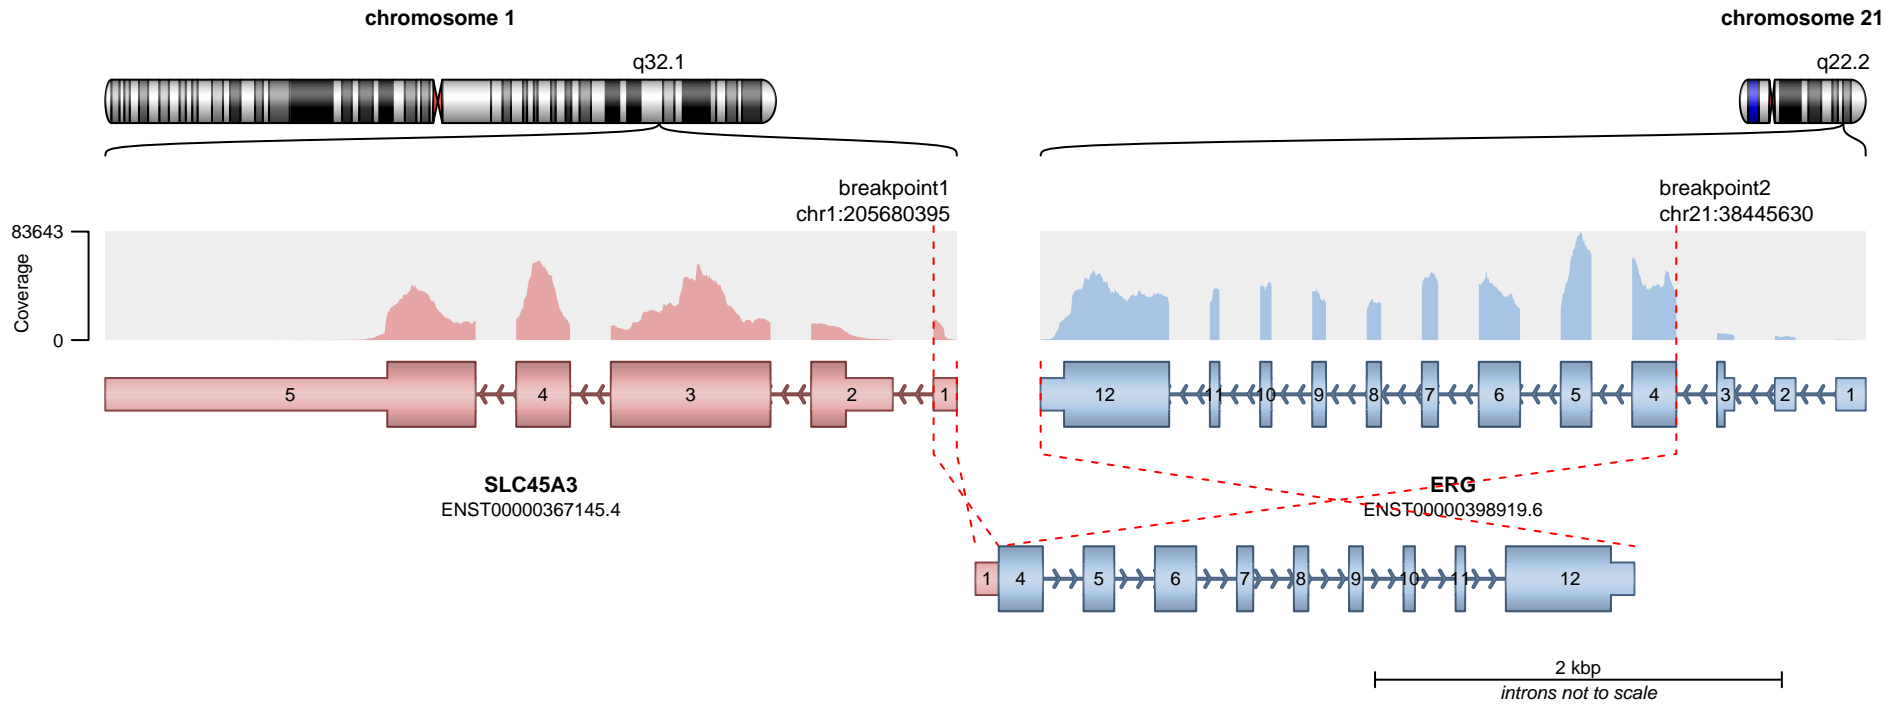 chromosome 1
chromosome 21
q32.1
q22.2
breakpoint1
chr1:205680395
breakpoint2
chr21:38445630
83643
Coverage
0
5
4
3
2
1
12
11
10
9
8
7
6
5
4
3
2
1
SLC45A3
ENST00000367145.4
ERG
ENST00000398919.6
1
4
5
6
7
8
9
10
11
12
2 kbp
introns not to scale